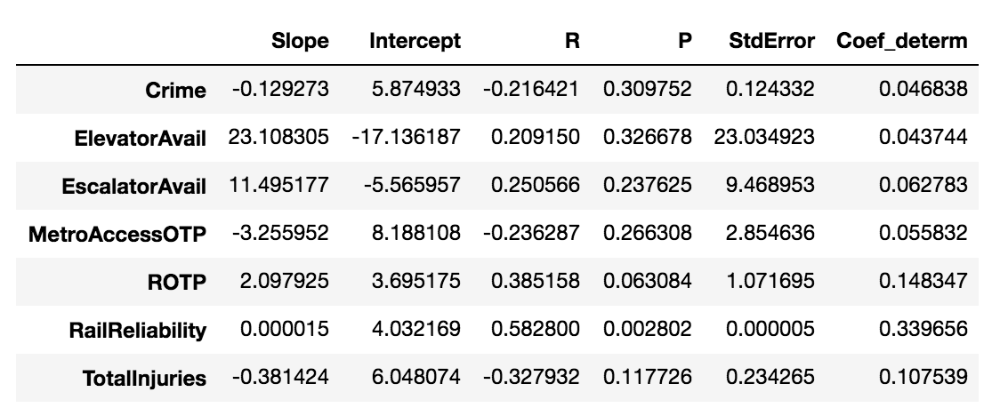 Slope Intercept R P StdError Coef_determ
Crime -0.129273 5.874933 -0.216421 0.309752 0.124332 0.046838
ElevatorAvail 23.108305 -17.136187 0.209150 0.326678 23.034923 0.043744
EscalatorAvail 11.495177 -5.565957 0.250566 0.237625 9.468953 0.062783
MetroAccessOTP -3.255952 8.188108 -0.236287 0.266308 2.854636 0.055832
ROTP 2.097925 3.695175 0.385158 0.063084 1.071695 0.148347
RailReliability 0.000015 4.032169 0.582800 0.002802 0.000005 0.339656
TotalInjuries -0.381424 6.048074 -0.327932 0.117726 0.234265 0.107539